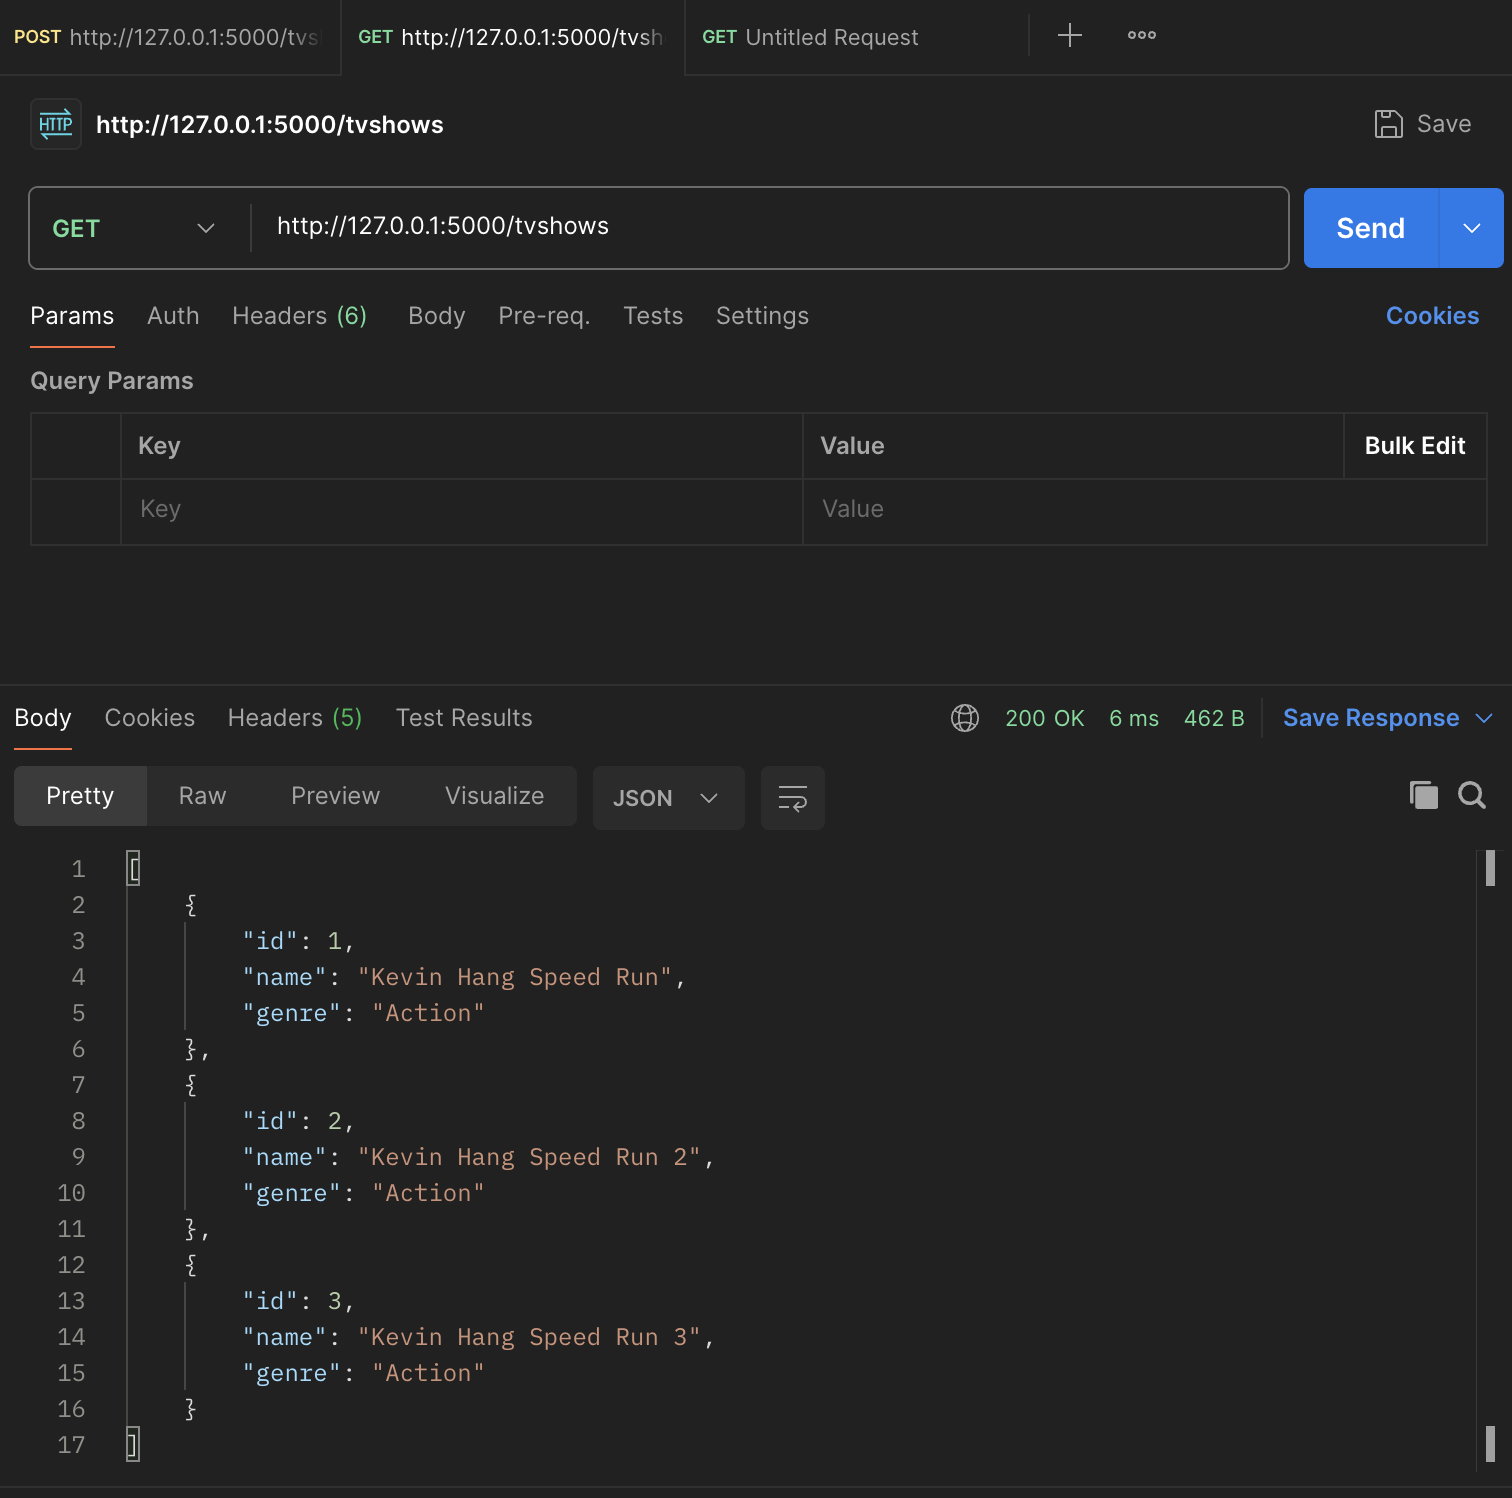 POST http://127.0.0.1:5000/tvs
GET http://127.0.0.1:5000/tvsh
GET Untitled Request
HTTP http://127.0.0.1:5000/tvshows
Save
GET http://127.0.0.1:5000/tvshows
Send
Params Auth Headers (6) Body Pre-req. Tests Settings
Cookies
Query Params
Key Value Bulk Edit
Key Value
Body Cookies Headers (5) Test Results
200 OK 6 ms 462 B Save Response
Pretty Raw Preview Visualize JSON
1 [
2 {
3 "id": 1,
4 "name": "Kevin Hang Speed Run",
5 "genre": "Action"
6 },
7 {
8 "id": 2,
9 "name": "Kevin Hang Speed Run 2",
10 "genre": "Action"
11 },
12 {
13 "id": 3,
14 "name": "Kevin Hang Speed Run 3",
15 "genre": "Action"
16 }
17 ]